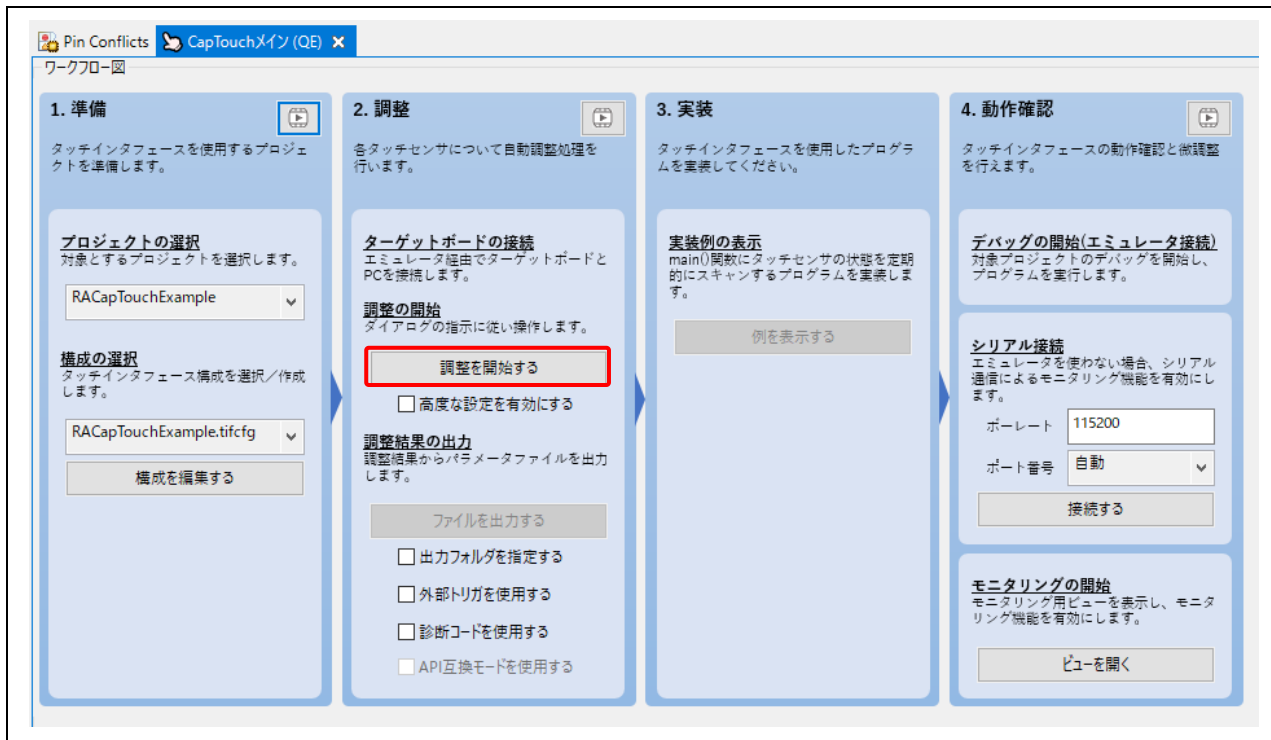 Pin Conflicts
CapTouchメイン (QE)
ワークフロー図
1. 準備
タッチインタフェースを使用するプロジェ
クトを準備します。
プロジェクトの選択
対象とするプロジェクトを選択します。
RACapTouchExample
構成の選択
タッチインタフェース構成を選択／作成
します。
RACapTouchExample.tifcfg
構成を編集する
2. 調整
各タッチセンサについて自動調整処理を
行います。
ターゲットボードの接続
エミュレータ経由でターゲットボードと
PCを接続します。
調整の開始
ダイアログの指示に従い操作します。
調整を開始する
高度な設定を有効にする
調整結果の出力
調整結果からパラメータファイルを出力
します。
ファイルを出力する
出力フォルダを指定する
外部トリガを使用する
診断コードを使用する
API互換モードを使用する
3. 実装
タッチインタフェースを使用したプログラ
ムを実装してください。
実装例の表示
main()関数にタッチセンサの状態を定期
的にスキャンするプログラムを実装しま
す。
例を表示する
4. 動作確認
タッチインタフェースの動作確認と微調整
を行えます。
デバッグの開始(エミュレータ接続)
対象プロジェクトのデバッグを開始し、
プログラムを実行します。
シリアル接続
エミュレータを使わない場合、シリアル
通信によるモニタリング機能を有効にし
ます。
ボーレート 115200
ポート番号 自動
接続する
モニタリングの開始
モニタリング用ビューを表示し、モニタ
リング機能を有効にします。
ビューを開く